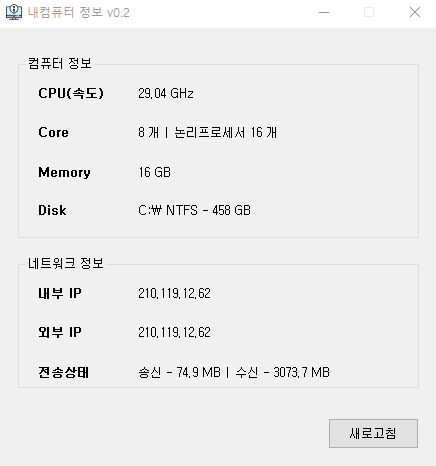 내컴퓨터 정보 v0.2
컴퓨터 정보
CPU(속도) 29.04 GHz
Core 8 개 | 논리프로세서 16 개
Memory 16 GB
Disk C:₩ NTFS - 458 GB
네트워크 정보
내부 IP 210.119.12.62
외부 IP 210.119.12.62
전송상태 송신 - 74.9 MB | 수신 - 3073.7 MB
새로고침